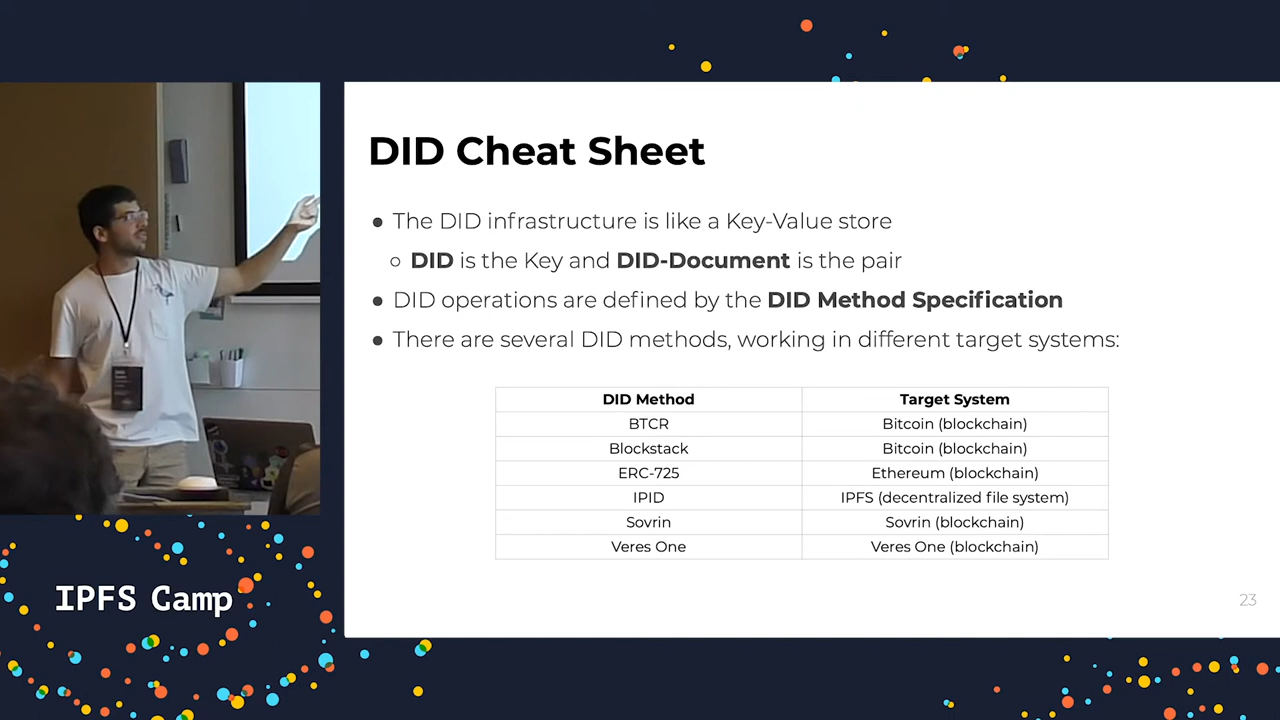 DID Cheat Sheet
● The DID infrastructure is like a Key-Value store
○ DID is the Key and DID-Document is the pair
● DID operations are defined by the DID Method Specification
● There are several DID methods, working in different target systems:
DID Method Target System
BTCR Bitcoin (blockchain)
Blockstack Bitcoin (blockchain)
ERC-725 Ethereum (blockchain)
IPID IPFS (decentralized file system)
Sovrin Sovrin (blockchain)
Veres One Veres One (blockchain)
23
IPFS Camp